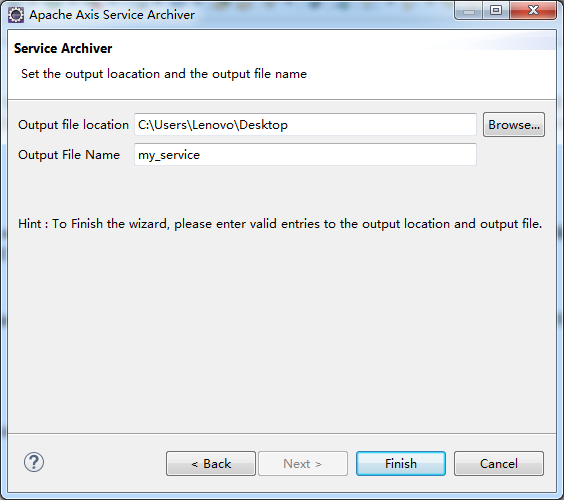 Apache Axis Service Archiver
Service Archiver
Set the output loacation and the output file name
Output file location C:\Users\Lenovo\Desktop Browse...
Output File Name my_service
Hint : To Finish the wizard, please enter valid entries to the output location and output file.
? < Back Next > Finish Cancel